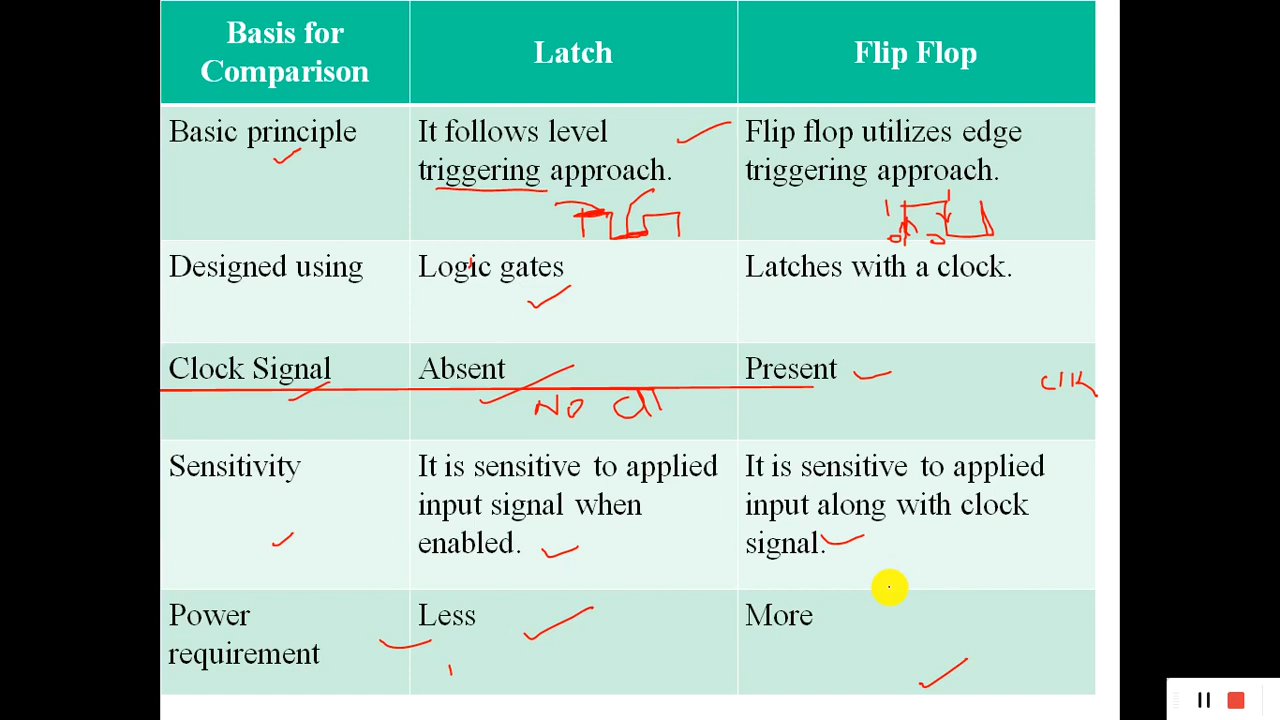 Basis for
Comparison
Latch
Flip Flop
Basic principle
It follows level
triggering approach.
Flip flop utilizes edge
triggering approach.
1
0
Designed using
Logic gates
Latches with a clock.
Clock Signal
Absent
NO
Present
ClK
Sensitivity
It is sensitive to applied
input signal when
enabled.
It is sensitive to applied
input along with clock
signal.
Power
requirement
Less
More